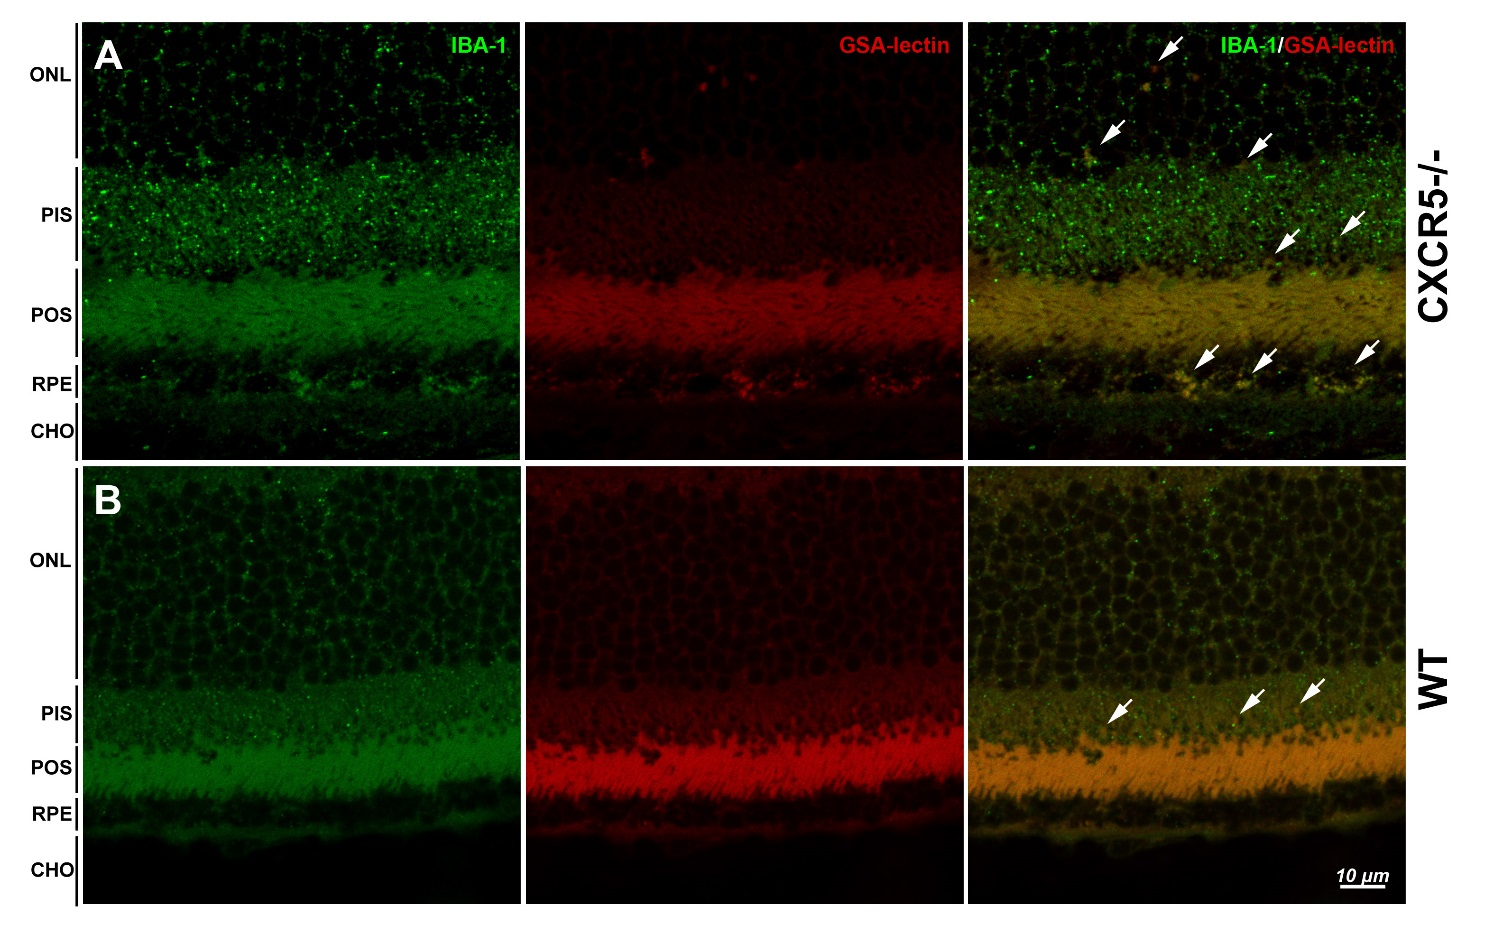 A
IBA-1
GSA-lectin
IBA-1/GSA-lectin
ONL
PIS
POS
RPE
CHO
CXCR5-/-
B
ONL
PIS
POS
RPE
CHO
WT
10 µm